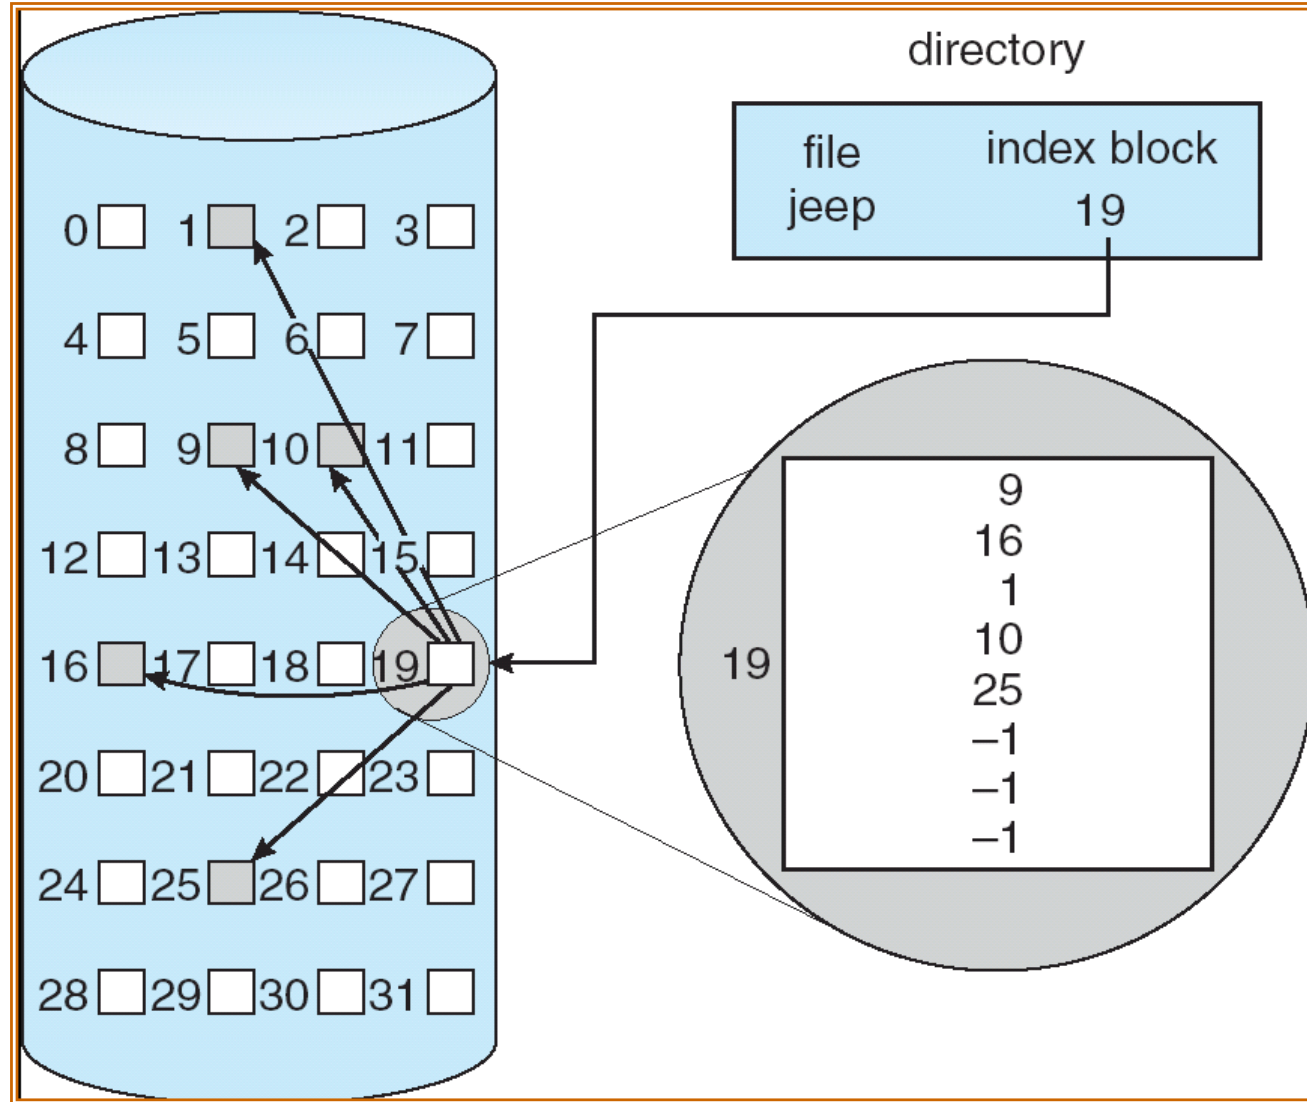 directory
file index block
jeep 19
0 1 2 3
4 5 6 7
8 9 10 11
12 13 14 15
16 17 18 19
20 21 22 23
24 25 26 27
28 29 30 31
19
9
16
1
10
25
–1
–1
–1